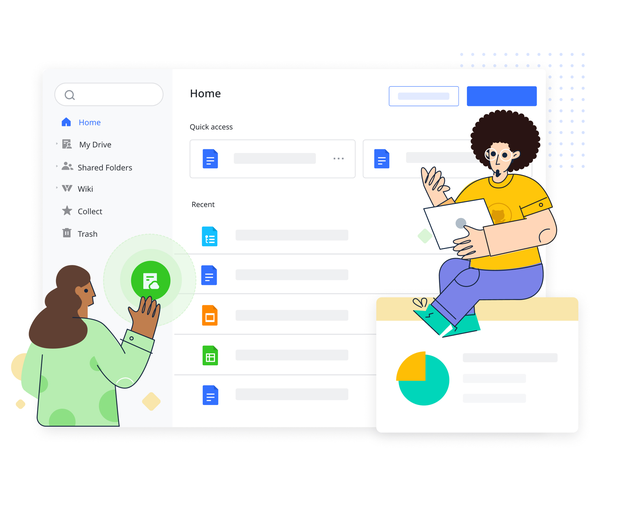 Home
Quick access
Recent
Home
My Drive
Shared Folders
Wiki
Collect
Trash